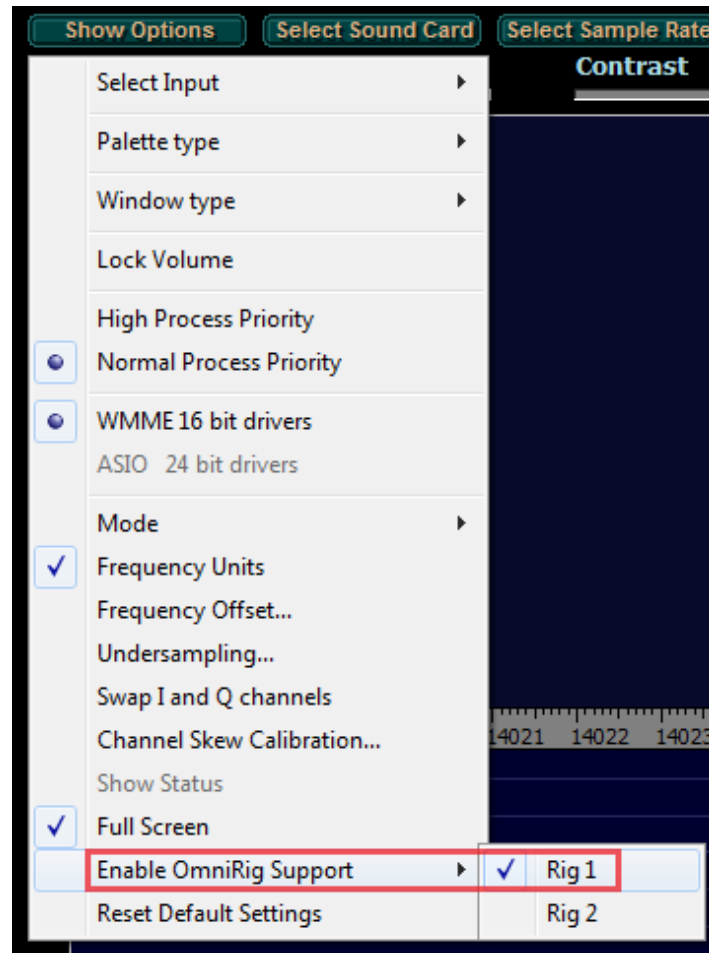 Show Options Select Sound Card Select Sample Rate
Contrast
Select Input
Palette type
Window type
Lock Volume
High Process Priority
Normal Process Priority
WMME 16 bit drivers
ASIO 24 bit drivers
Mode
Frequency Units
Frequency Offset...
Undersampling...
Swap I and Q channels
Channel Skew Calibration...
14021 14022 14023
Show Status
Full Screen
Enable OmniRig Support
Rig 1
Reset Default Settings
Rig 2